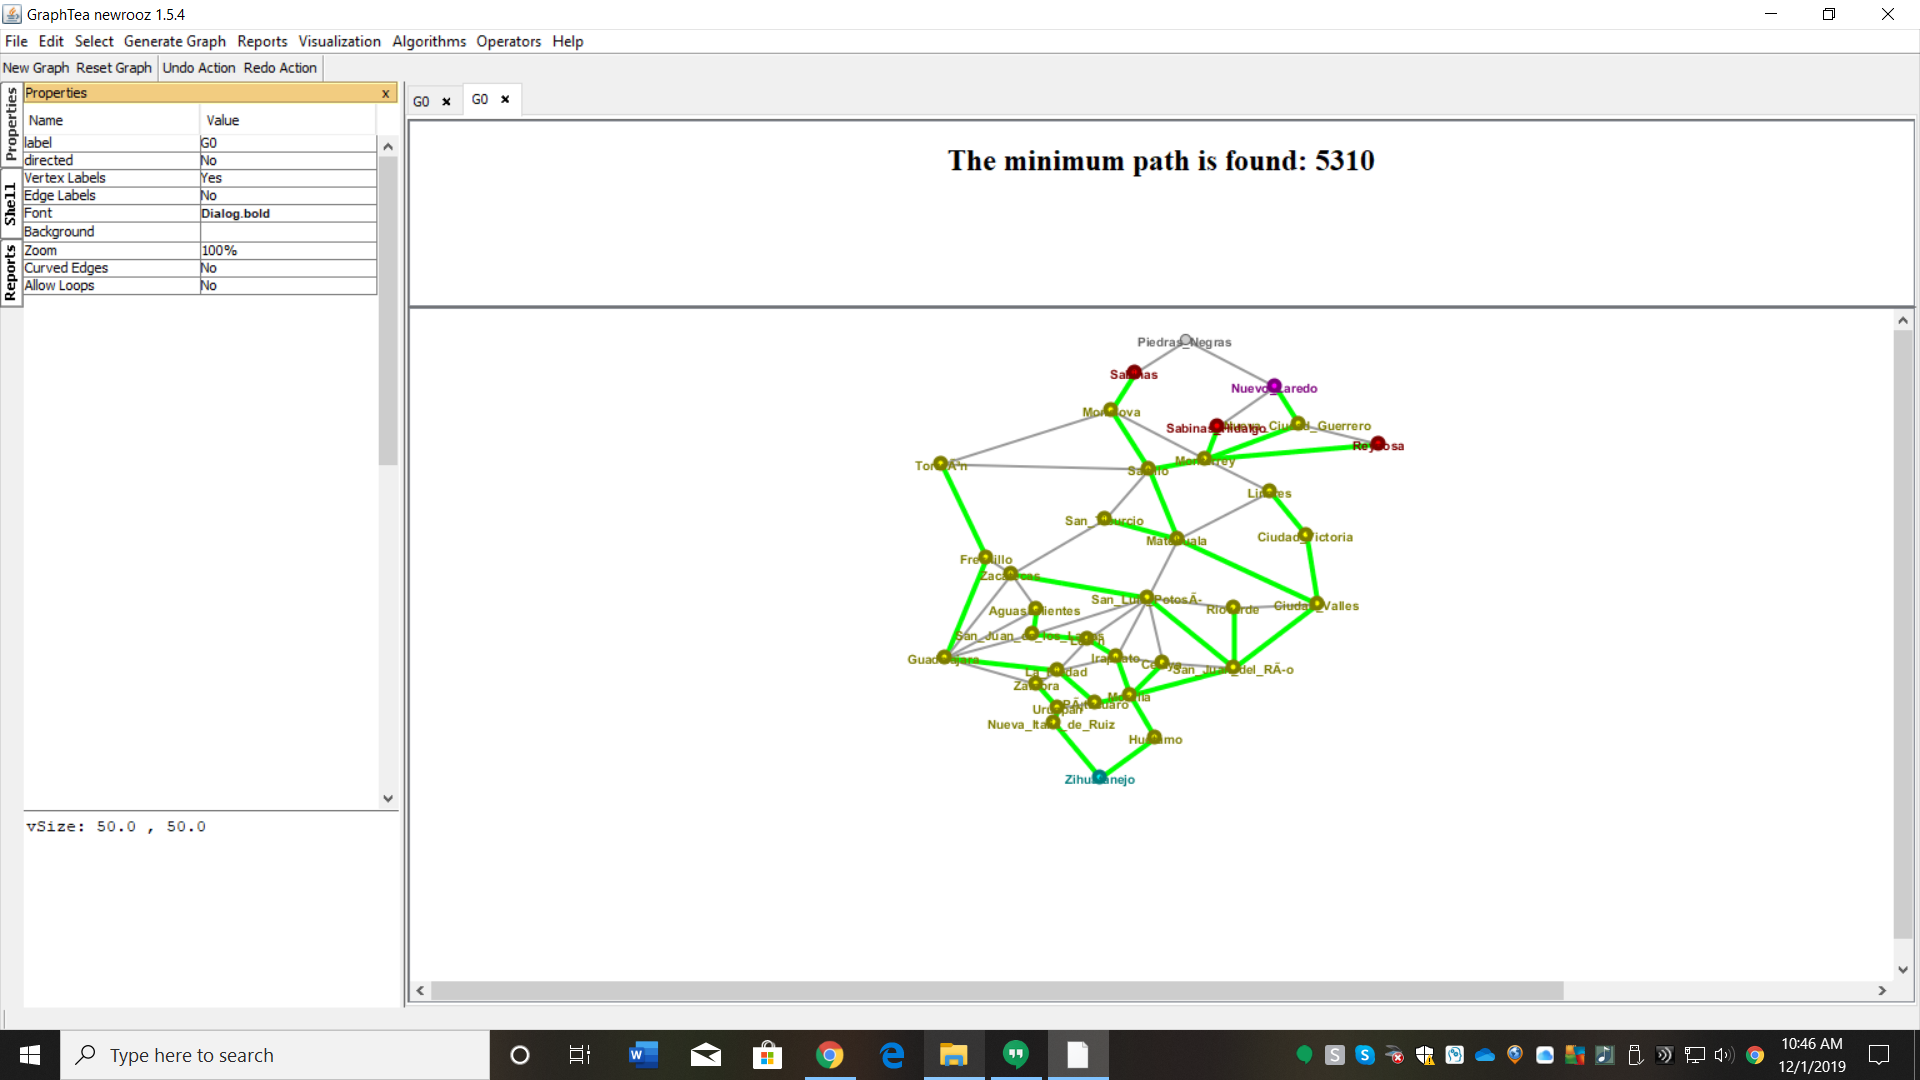 GraphTea newrooz 1.5.4
File Edit Select Generate Graph Reports Visualization Algorithms Operators Help
New Graph Reset Graph Undo Action Redo Action
Properties
Shell
Reports
Properties x
Name Value
label G0
directed No
Vertex Labels Yes
Edge Labels No
Font Dialog.bold
Background
Zoom 100%
Curved Edges No
Allow Loops No
vSize: 50.0 , 50.0
G0 G0
The minimum path is found: 5310
Piedras_Negras
Sabinas
Nuevo_Laredo
Monclova
Sabinas_Hidalgo
Nueva_Ciudad_Guerrero
Reynosa
Monterrey
Saltillo
Linares
San_Tiburcio
Ciudad_Victoria
Matehuala
Fresnillo
Zacatecas
San_Luis_PotosÃ-
Aguascalientes
Rioverde
Ciudad_Valles
San_Juan_de_los_Lagos
Guadalajara
Irapuato
Celaya
San_Juan_del_RÃ-o
La_Piedad
Zamora
Morelia
Uruapan
Nueva_Italia_de_Ruiz
Huetamo
Zihuatanejo
Type here to search
10:46 AM
12/1/2019